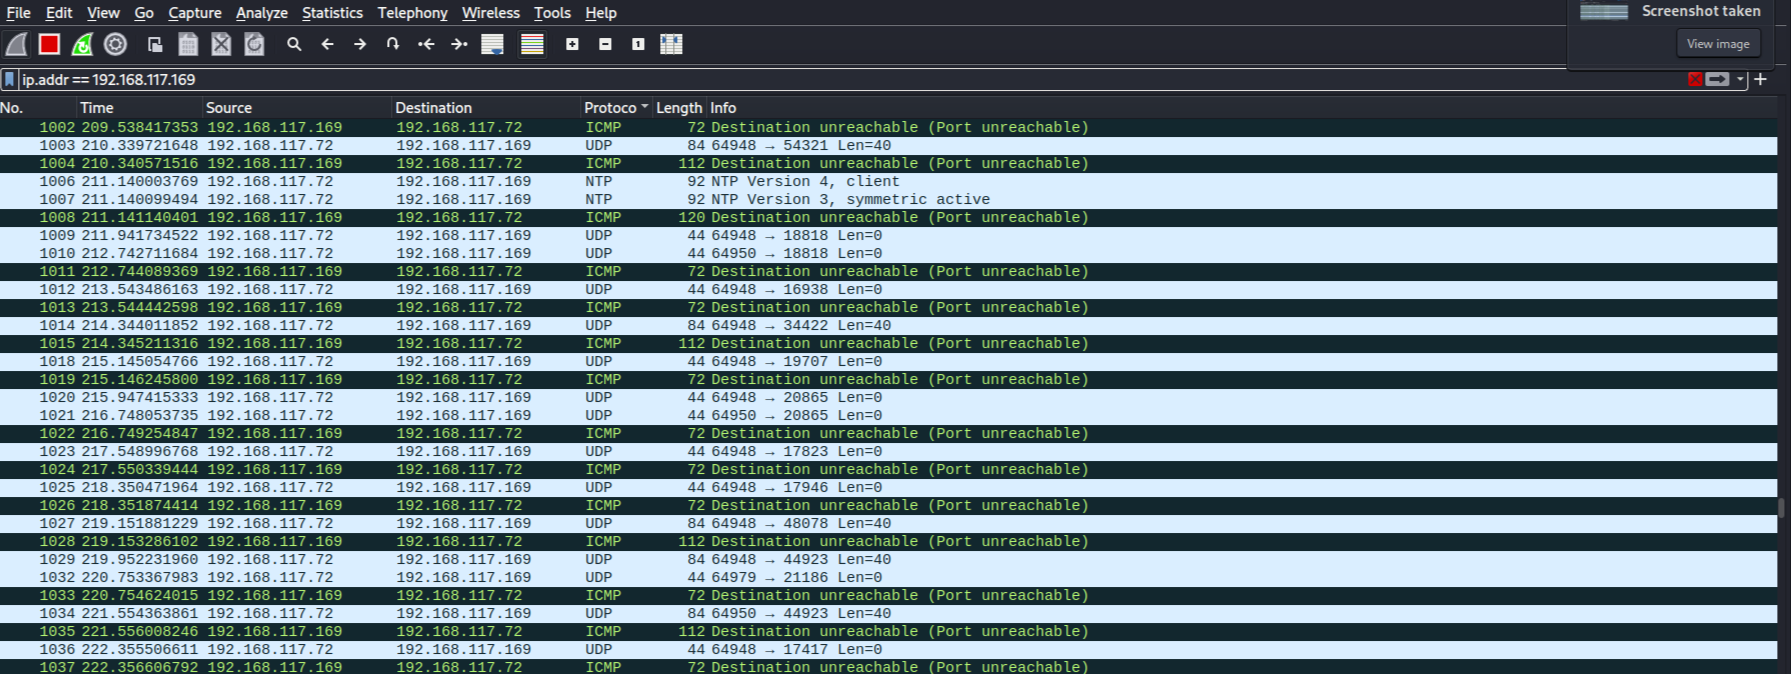 File Edit View Go Capture Analyze Statistics Telephony Wireless Tools Help
Screenshot taken
View image
ip.addr == 192.168.117.169
No. Time Source Destination Protoco Length Info
1002 209.538417353 192.168.117.169 192.168.117.72 ICMP 72 Destination unreachable (Port unreachable)
1003 210.339721648 192.168.117.72 192.168.117.169 UDP 84 64948 → 54321 Len=40
1004 210.340571516 192.168.117.169 192.168.117.72 ICMP 112 Destination unreachable (Port unreachable)
1006 211.140003769 192.168.117.72 192.168.117.169 NTP 92 NTP Version 4, client
1007 211.140099494 192.168.117.72 192.168.117.169 NTP 92 NTP Version 3, symmetric active
1008 211.141140401 192.168.117.169 192.168.117.72 ICMP 120 Destination unreachable (Port unreachable)
1009 211.941734522 192.168.117.72 192.168.117.169 UDP 44 64948 → 18818 Len=0
1010 212.742711684 192.168.117.72 192.168.117.169 UDP 44 64950 → 18818 Len=0
1011 212.744089369 192.168.117.169 192.168.117.72 ICMP 72 Destination unreachable (Port unreachable)
1012 213.543486163 192.168.117.72 192.168.117.169 UDP 44 64948 → 16938 Len=0
1013 213.544442598 192.168.117.169 192.168.117.72 ICMP 72 Destination unreachable (Port unreachable)
1014 214.344011852 192.168.117.72 192.168.117.169 UDP 84 64948 → 34422 Len=40
1015 214.345211316 192.168.117.169 192.168.117.72 ICMP 112 Destination unreachable (Port unreachable)
1018 215.145054766 192.168.117.72 192.168.117.169 UDP 44 64948 → 19707 Len=0
1019 215.146245800 192.168.117.169 192.168.117.72 ICMP 72 Destination unreachable (Port unreachable)
1020 215.947415333 192.168.117.72 192.168.117.169 UDP 44 64948 → 20865 Len=0
1021 216.748053735 192.168.117.72 192.168.117.169 UDP 44 64950 → 20865 Len=0
1022 216.749254847 192.168.117.169 192.168.117.72 ICMP 72 Destination unreachable (Port unreachable)
1023 217.548996768 192.168.117.72 192.168.117.169 UDP 44 64948 → 17823 Len=0
1024 217.550339444 192.168.117.169 192.168.117.72 ICMP 72 Destination unreachable (Port unreachable)
1025 218.350471964 192.168.117.72 192.168.117.169 UDP 44 64948 → 17946 Len=0
1026 218.351874414 192.168.117.169 192.168.117.72 ICMP 72 Destination unreachable (Port unreachable)
1027 219.151881229 192.168.117.72 192.168.117.169 UDP 84 64948 → 48078 Len=40
1028 219.153286102 192.168.117.169 192.168.117.72 ICMP 112 Destination unreachable (Port unreachable)
1029 219.952231960 192.168.117.72 192.168.117.169 UDP 84 64948 → 44923 Len=40
1032 220.753367983 192.168.117.72 192.168.117.169 UDP 44 64979 → 21186 Len=0
1033 220.754624015 192.168.117.169 192.168.117.72 ICMP 72 Destination unreachable (Port unreachable)
1034 221.554363861 192.168.117.72 192.168.117.169 UDP 84 64950 → 44923 Len=40
1035 221.556008246 192.168.117.169 192.168.117.72 ICMP 112 Destination unreachable (Port unreachable)
1036 222.355506611 192.168.117.72 192.168.117.169 UDP 44 64948 → 17417 Len=0
1037 222.356606792 192.168.117.169 192.168.117.72 ICMP 72 Destination unreachable (Port unreachable)